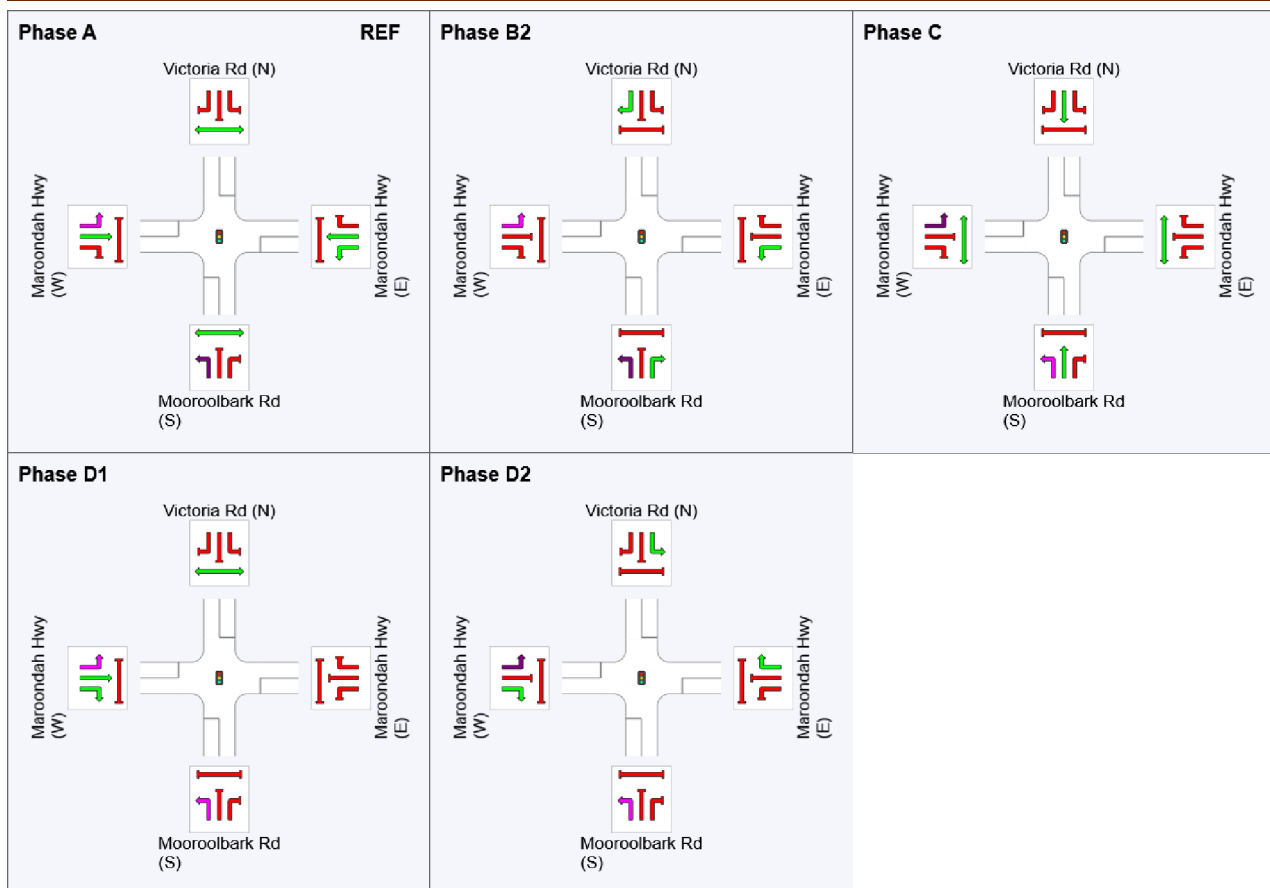 Phase A REF
Victoria Rd (N)
Maroondah Hwy
(W)
Maroondah Hwy
(E)
Mooroolbark Rd
(S)
Phase B2
Victoria Rd (N)
Maroondah Hwy
(W)
Maroondah Hwy
(E)
Mooroolbark Rd
(S)
Phase C
Victoria Rd (N)
Maroondah Hwy
(W)
Maroondah Hwy
(E)
Mooroolbark Rd
(S)
Phase D1
Victoria Rd (N)
Maroondah Hwy
(W)
Maroondah Hwy
(E)
Mooroolbark Rd
(S)
Phase D2
Victoria Rd (N)
Maroondah Hwy
(W)
Maroondah Hwy
(E)
Mooroolbark Rd
(S)